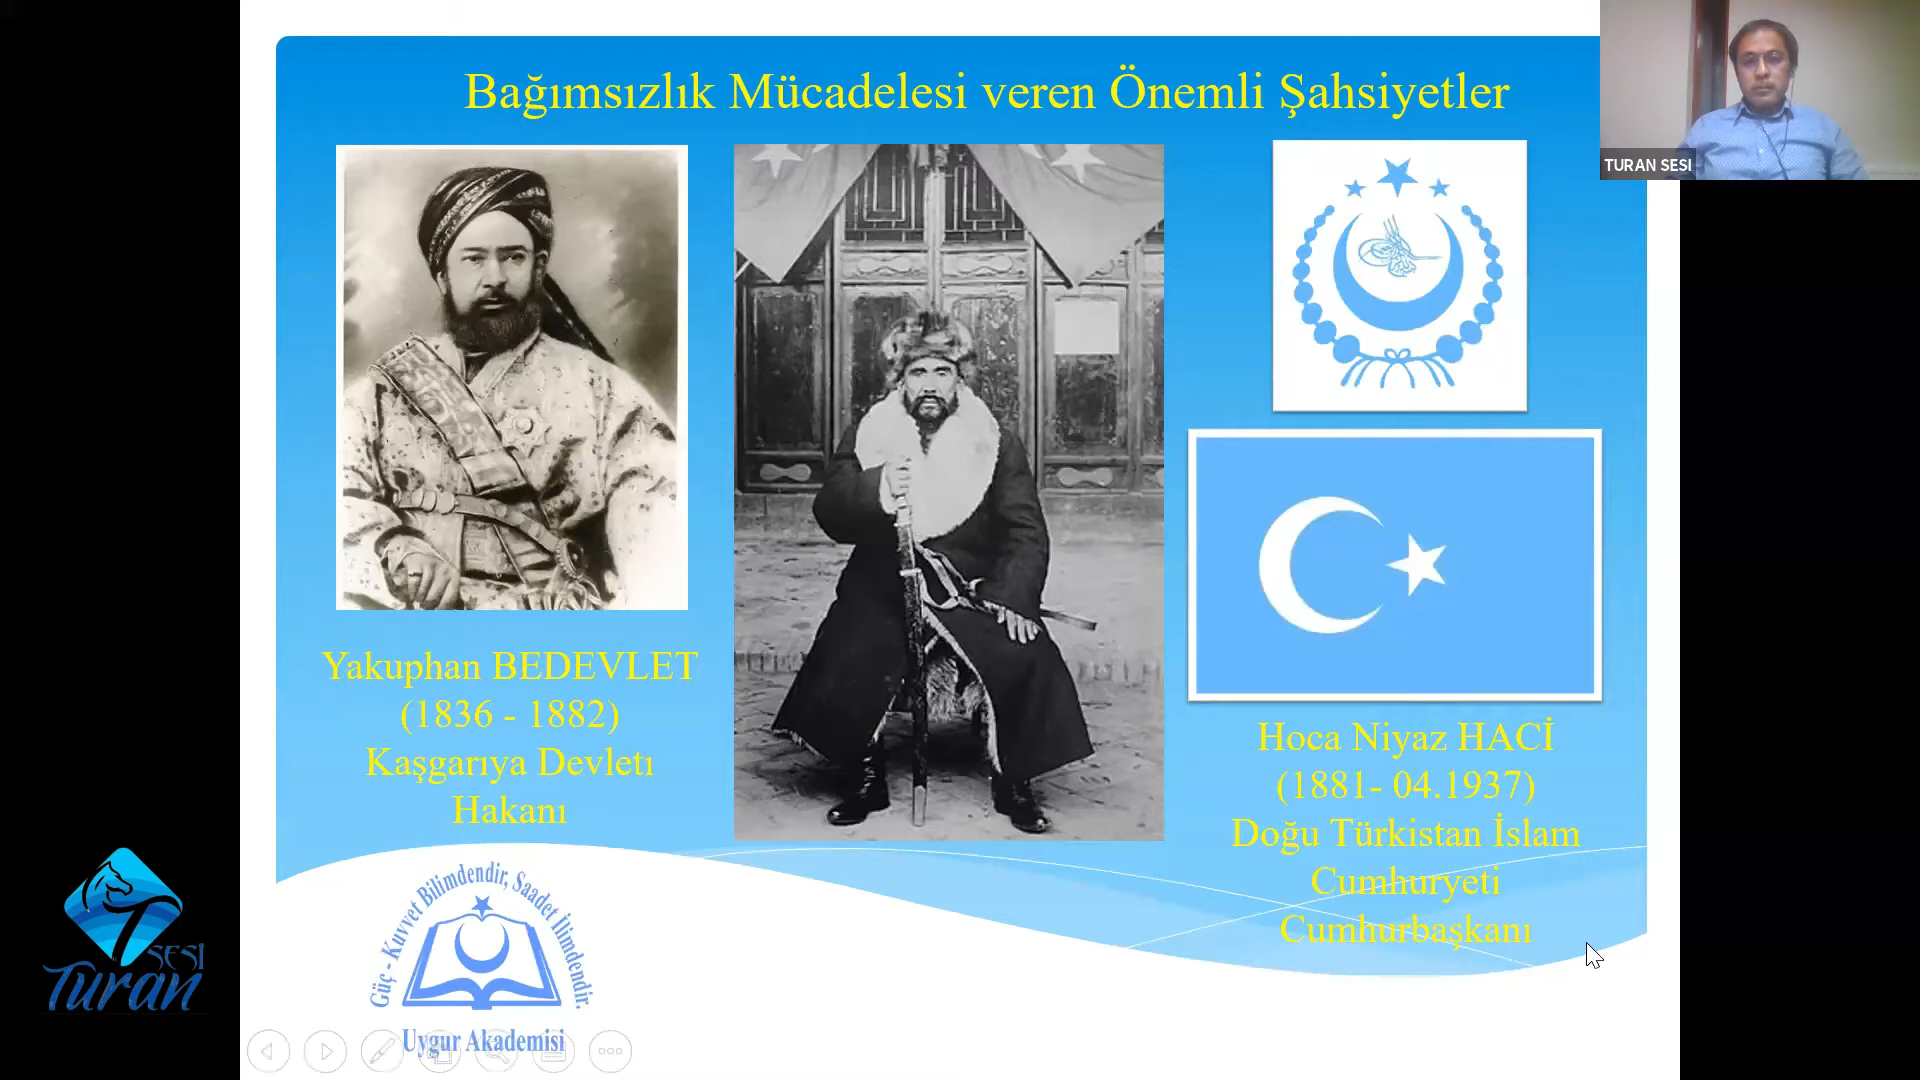 Bağımsızlık Mücadelesi veren Önemli Şahsiyetler
TURAN SESI
Yakuphan BEDEVLET
(1836 - 1882)
Kaşgarıya Devletı
Hakanı
Hoca Niyaz HACİ
(1881- 04.1937)
Doğu Türkistan İslam
Cumhuryeti
Cumhurbaşkanı
Güç - Kuvvet Bilimdendir, Saadet İlimdendir.
Uygur Akademisi
SESİ
Turan